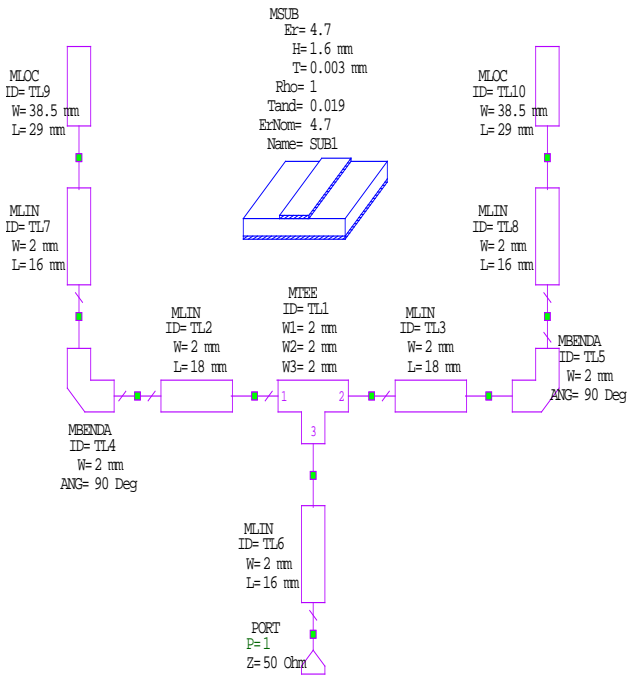 MSUB
Er= 4.7
H= 1.6 mm
T= 0.003 mm
Rho= 1
Tand= 0.019
ErNom= 4.7
Name= SUB1
MLOC
ID= TL9
W= 38.5 mm
L= 29 mm
MLOC
ID= TL10
W= 38.5 mm
L= 29 mm
MLIN
ID= TL7
W= 2 mm
L= 16 mm
MLIN
ID= TL8
W= 2 mm
L= 16 mm
MLIN
ID= TL2
W= 2 mm
L= 18 mm
MTEE
ID= TL1
W1= 2 mm
W2= 2 mm
W3= 2 mm
1
2
3
MLIN
ID= TL3
W= 2 mm
L= 18 mm
MBENDA
ID= TL5
W= 2 mm
ANG= 90 Deg
MBENDA
ID= TL4
W= 2 mm
ANG= 90 Deg
MLIN
ID= TL6
W= 2 mm
L= 16 mm
PORT
P= 1
Z= 50 Ohm